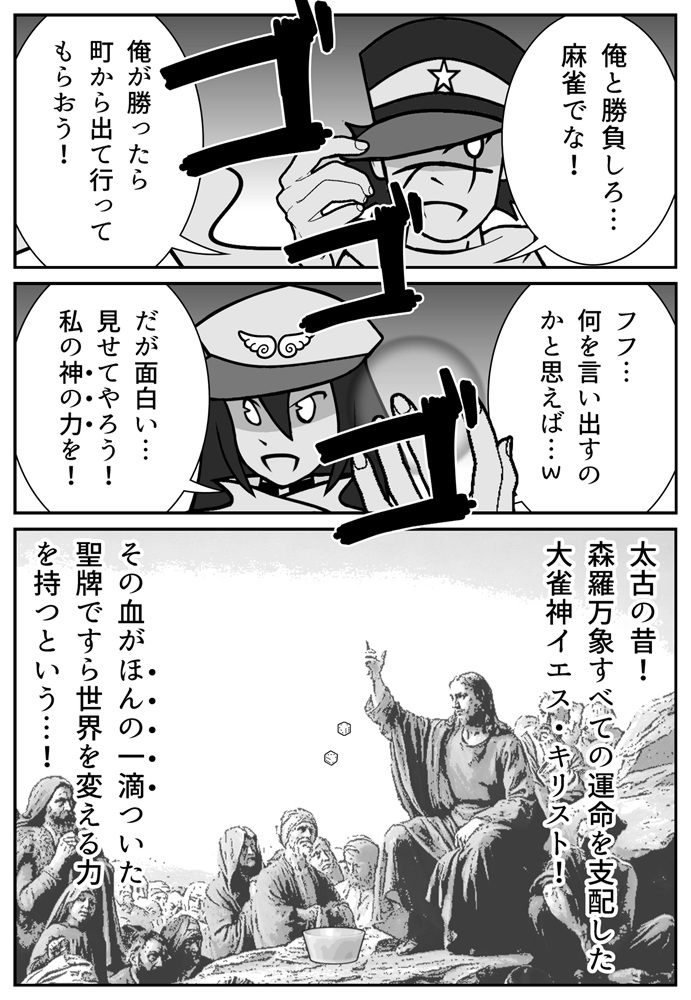 俺と勝負しろ…
麻雀でな！
俺が勝ったら
町から出て行って
もらおう！
ゴ
ゴ
ゴ
フフ…
何を言い出すの
かと思えば…w
だが面白い…
見せてやろう！
私の神の力を！
太古の昔！
森羅万象すべての運命を支配した
大雀神イエス・キリスト！
その血がほんの一滴ついた
聖牌ですら世界を変える力
を持つという…！